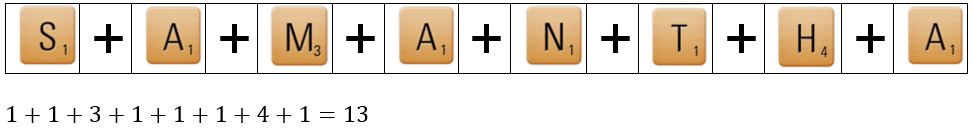 S₁ + A₁ + M₃ + A₁ + N₁ + T₁ + H₄ + A₁
1 + 1 + 3 + 1 + 1 + 1 + 4 + 1 = 13